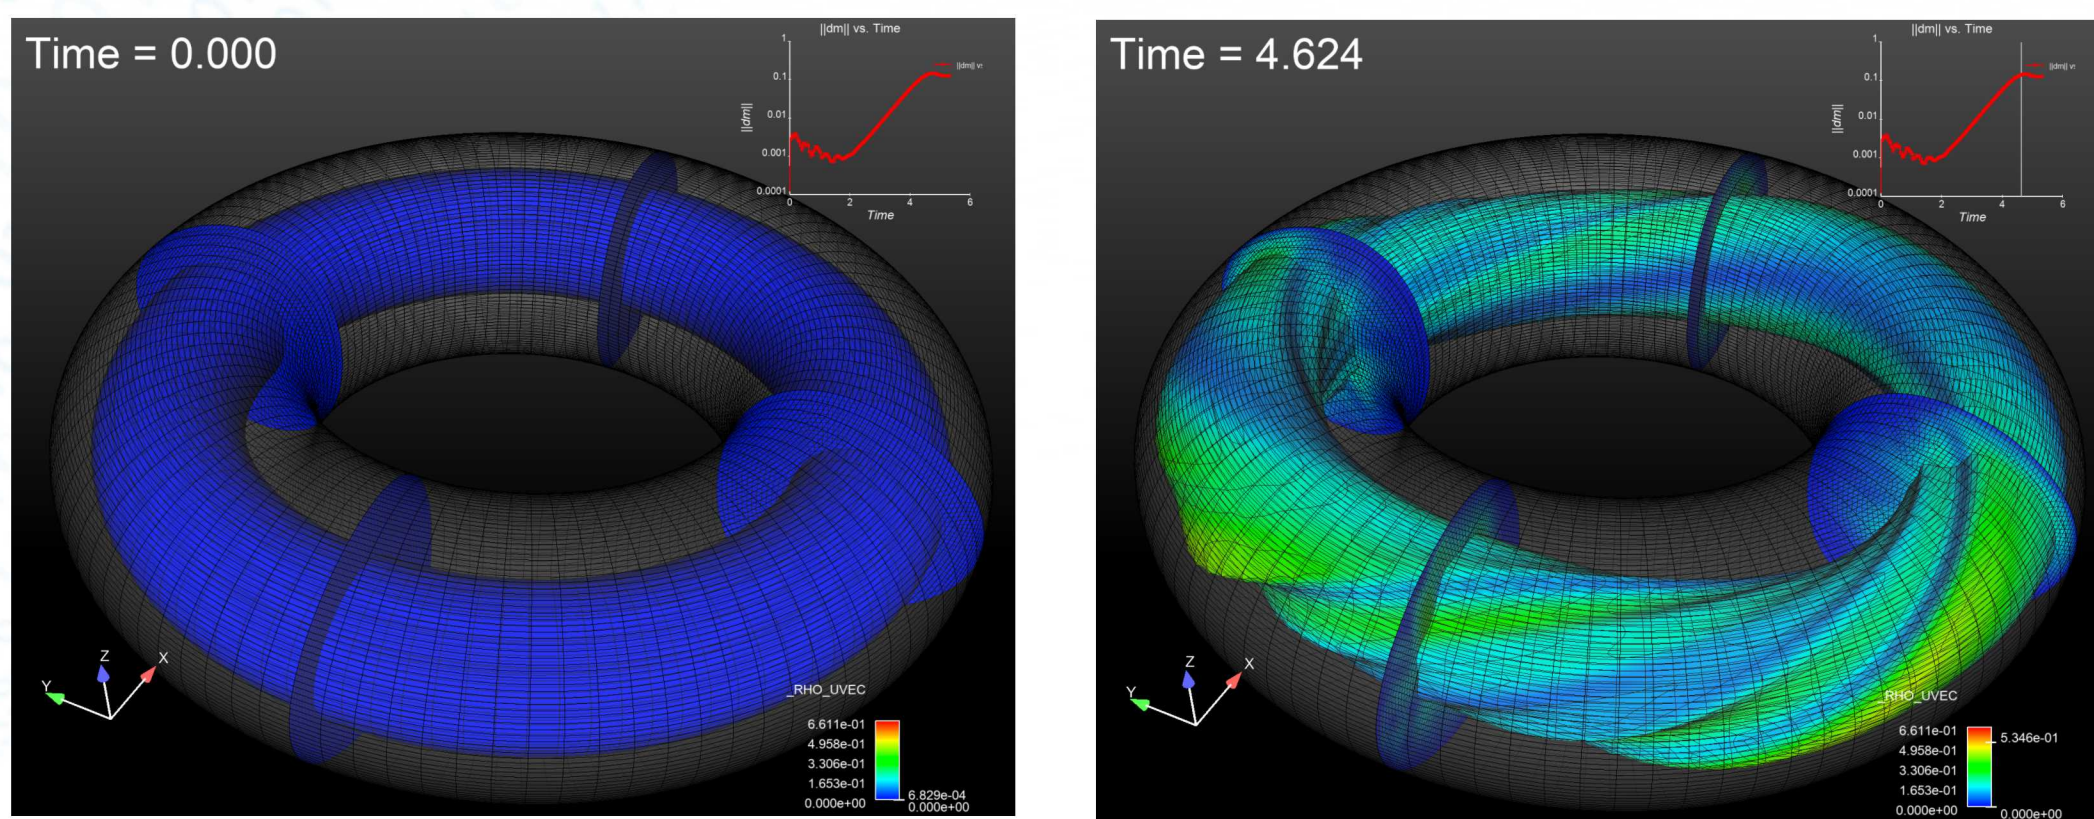 Time = 0.000
||dm|| vs. Time
1
0.1
0.01
0.001
0.0001
||dm||
||dm|| v:
0 2 4 6
Time
Z
X
Y
_RHO_UVEC
6.611e-01
4.958e-01
3.306e-01
1.653e-01
0.000e+00
6.829e-04
0.000e+00
Time = 4.624
||dm|| vs. Time
1
0.1
0.01
0.001
0.0001
||dm||
||dm|| v:
0 2 4 6
Time
Z
X
Y
_RHO_UVEC
6.611e-01
4.958e-01
3.306e-01
1.653e-01
0.000e+00
5.346e-01
0.000e+00